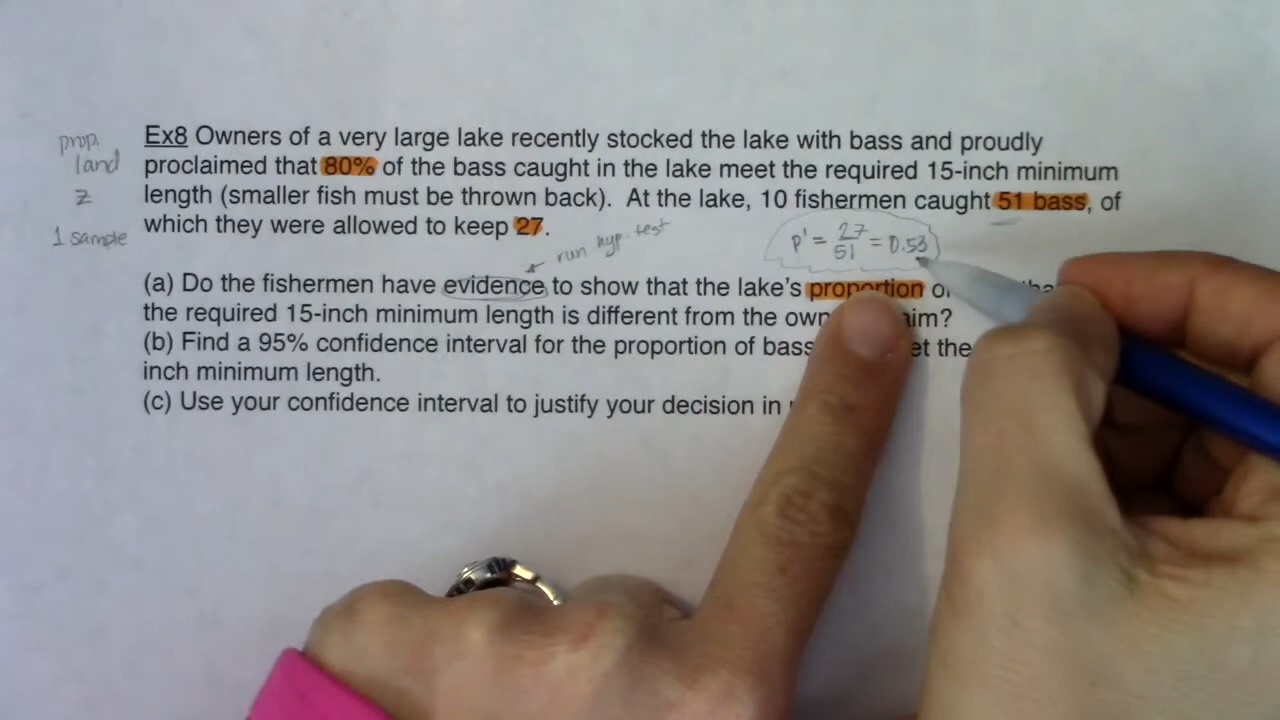 prop. land z 1 sample
Ex8 Owners of a very large lake recently stocked the lake with bass and proudly
proclaimed that 80% of the bass caught in the lake meet the required 15-inch minimum
length (smaller fish must be thrown back). At the lake, 10 fishermen caught 51 bass, of
which they were allowed to keep 27.
run hyp. test
p' = 27/51 = 0.53
(a) Do the fishermen have evidence to show that the lake's proportion
the required 15-inch minimum length is different from the
(b) Find a 95% confidence interval for the proportion of bass the
inch minimum length.
(c) Use your confidence interval to justify your decision in